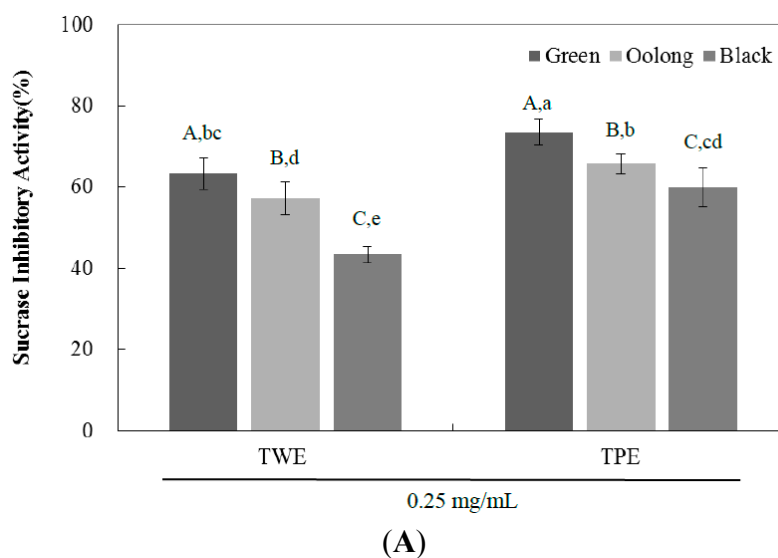 100
80
60
40
20
0
Sucrase Inhibitory Activity(%)
Green Oolong Black
A,bc
B,d
C,e
A,a
B,b
C,cd
TWE TPE
0.25 mg/mL
(A)